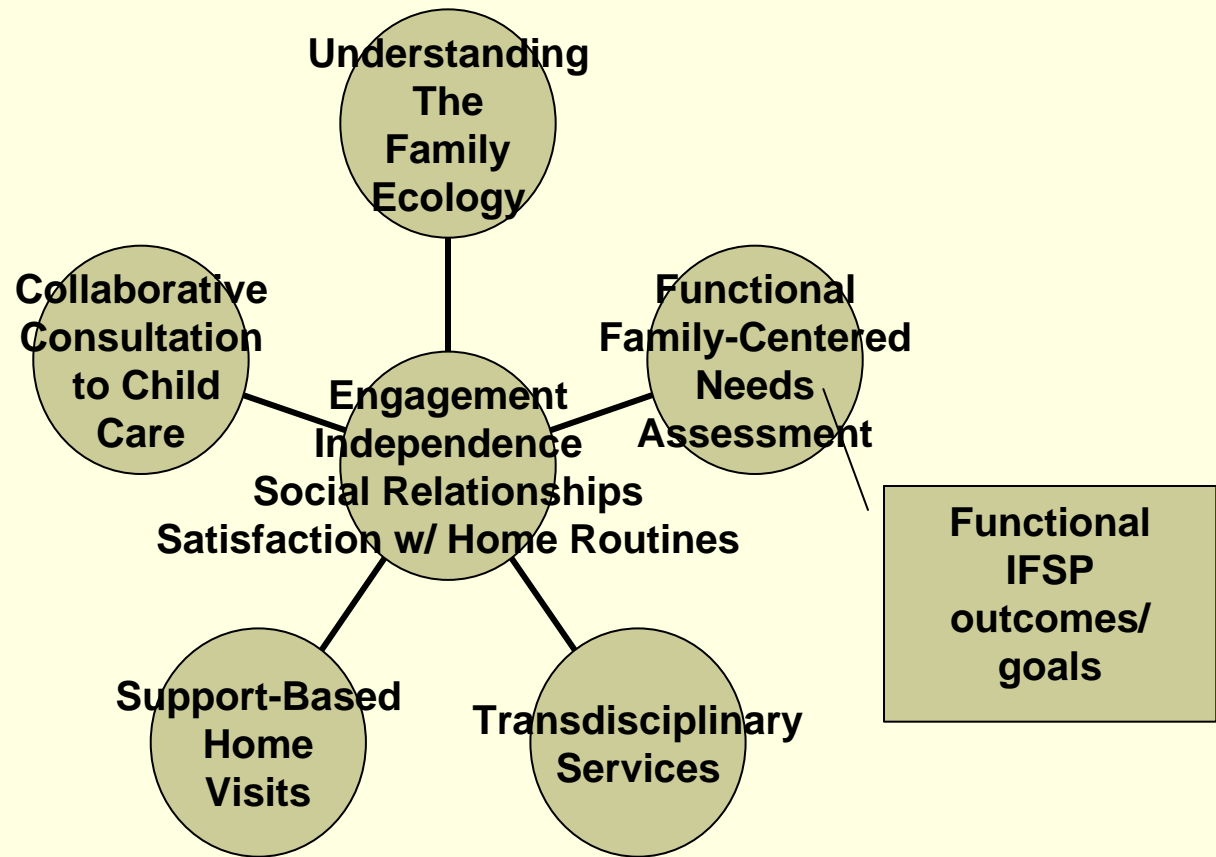 Understanding
The
Family
Ecology
Collaborative
Consultation
to Child
Care
Functional
Family-Centered
Needs
Assessment
Engagement
Independence
Social Relationships
Satisfaction w/ Home Routines
Functional
IFSP
outcomes/
goals
Support-Based
Home
Visits
Transdisciplinary
Services